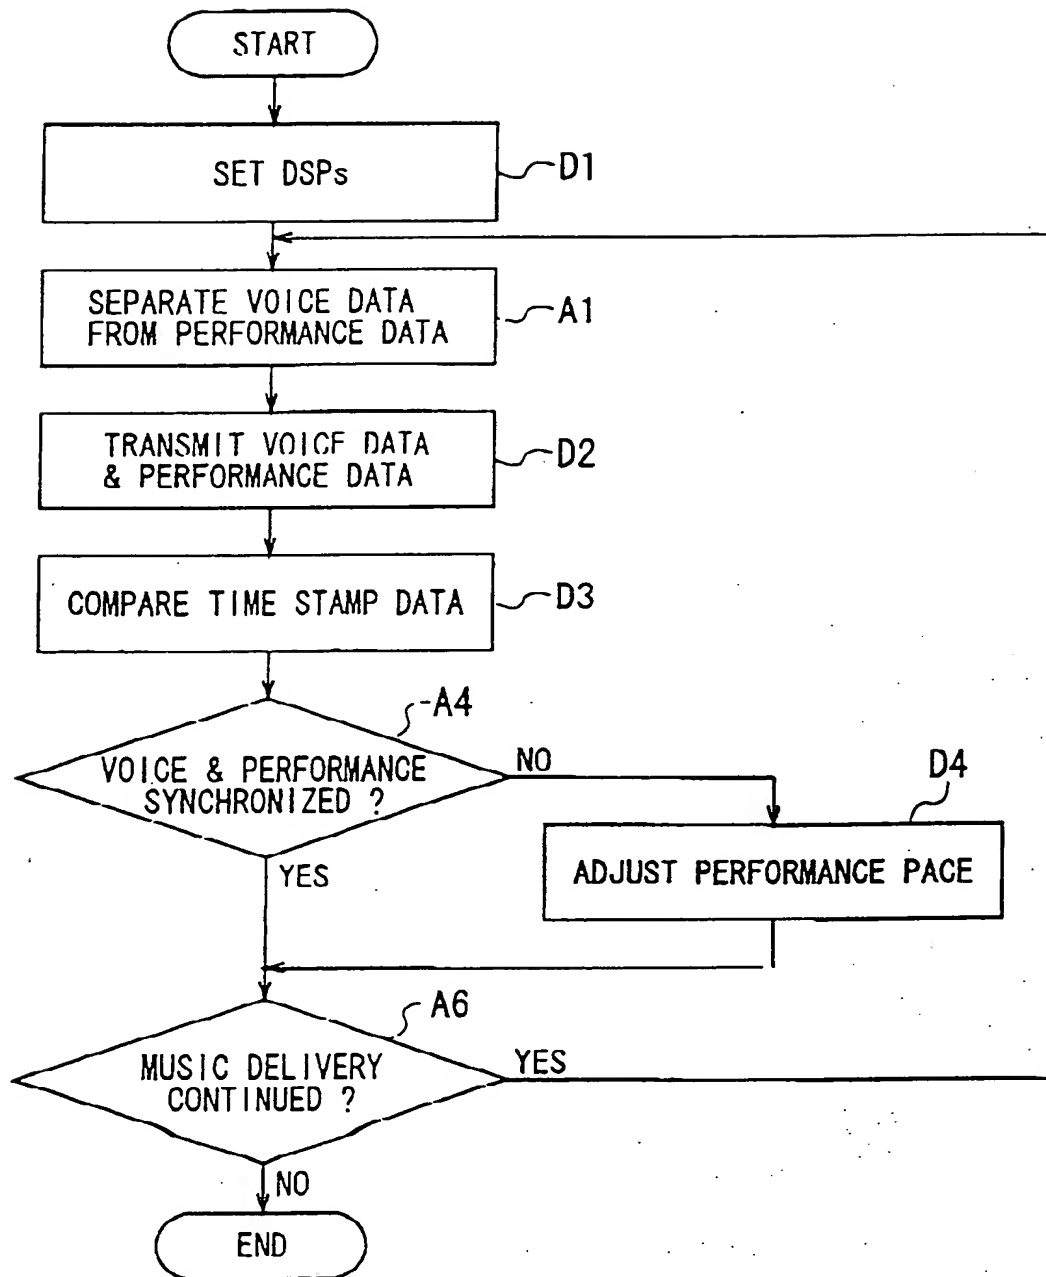 START
SET DSPs
D1
SEPARATE VOICE DATA
FROM PERFORMANCE DATA
A1
TRANSMIT VOICE DATA
& PERFORMANCE DATA
D2
COMPARE TIME STAMP DATA
D3
A4
VOICE & PERFORMANCE
SYNCHRONIZED ?
NO
D4
ADJUST PERFORMANCE PACE
YES
A6
MUSIC DELIVERY
CONTINUED ?
YES
NO
END